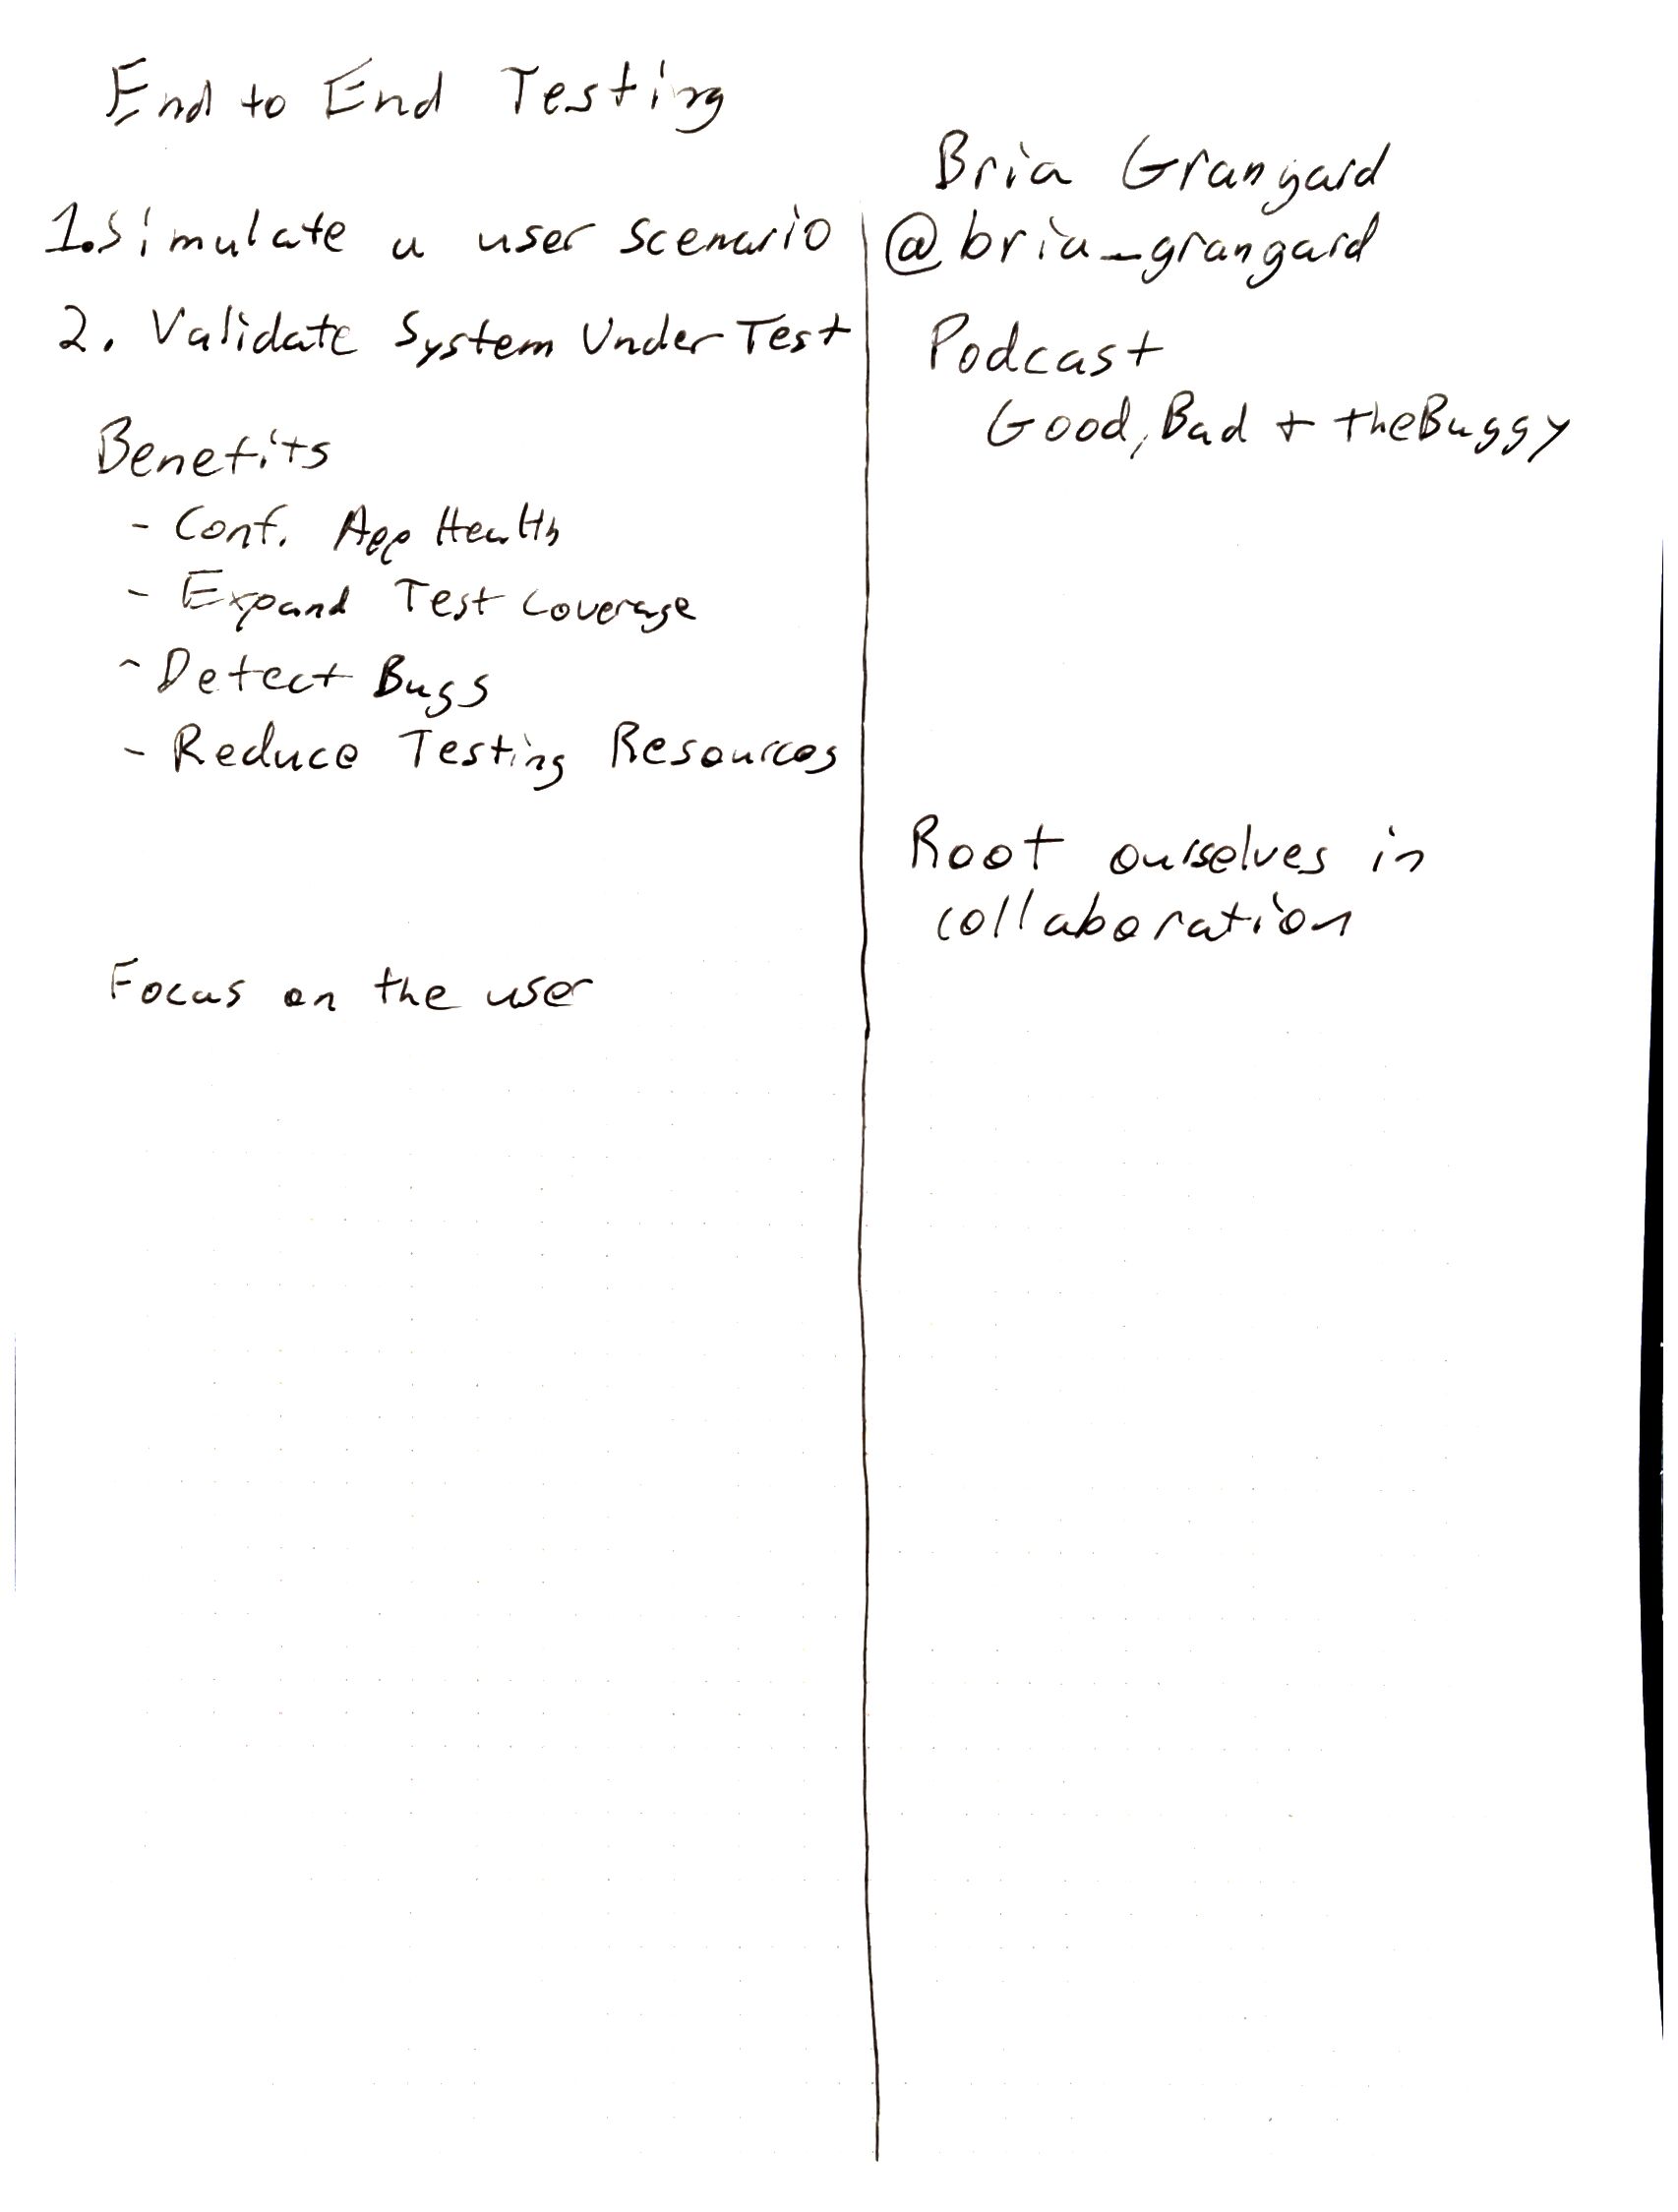 End to End Testing
1. Simulate a user scenario
2. Validate System Under Test
Benefits
- Conf. App Health
- Expand Test Coverage
- Detect Bugs
- Reduce Testing Resources
Focus on the user
Bria Grangard
@bria_grangard
Podcast
Good, Bad + the Buggy
Root ourselves in
collaboration